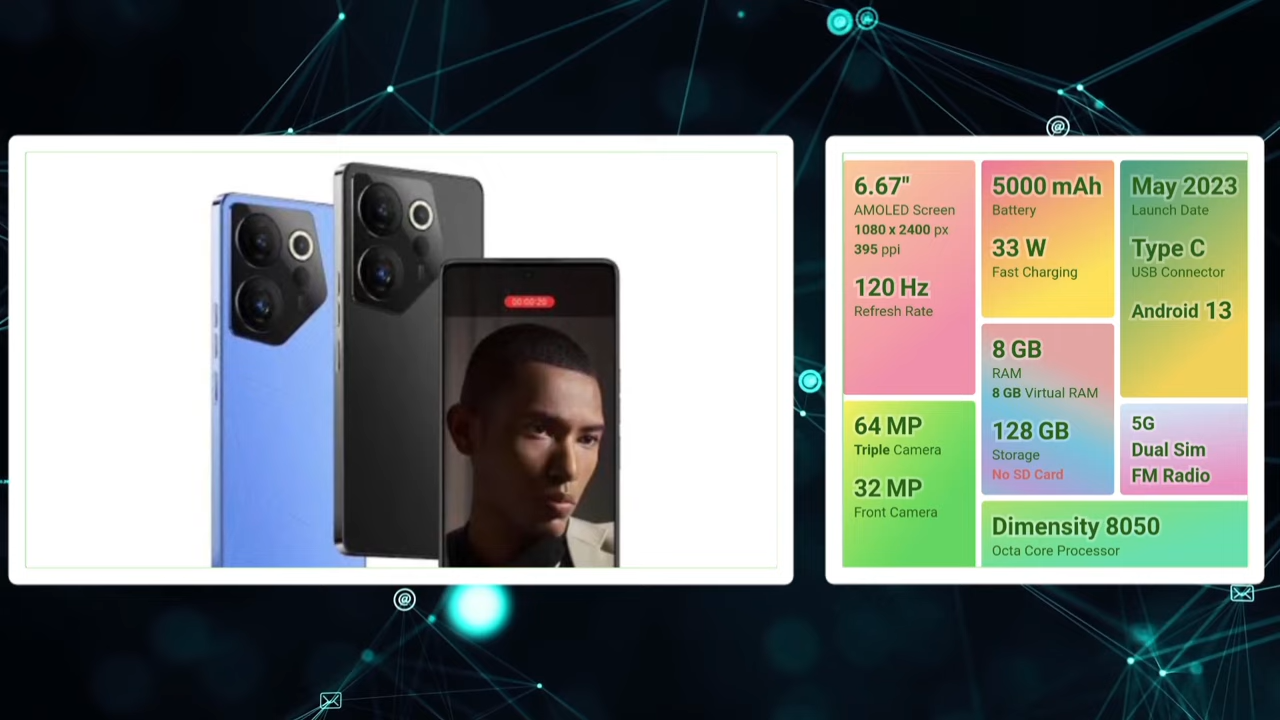 00:00:20
6.67"
AMOLED Screen
1080 x 2400 px
395 ppi
120 Hz
Refresh Rate
64 MP
Triple Camera
32 MP
Front Camera
5000 mAh
Battery
33 W
Fast Charging
8 GB
RAM
8 GB Virtual RAM
128 GB
Storage
No SD Card
May 2023
Launch Date
Type C
USB Connector
Android 13
5G
Dual Sim
FM Radio
Dimensity 8050
Octa Core Processor